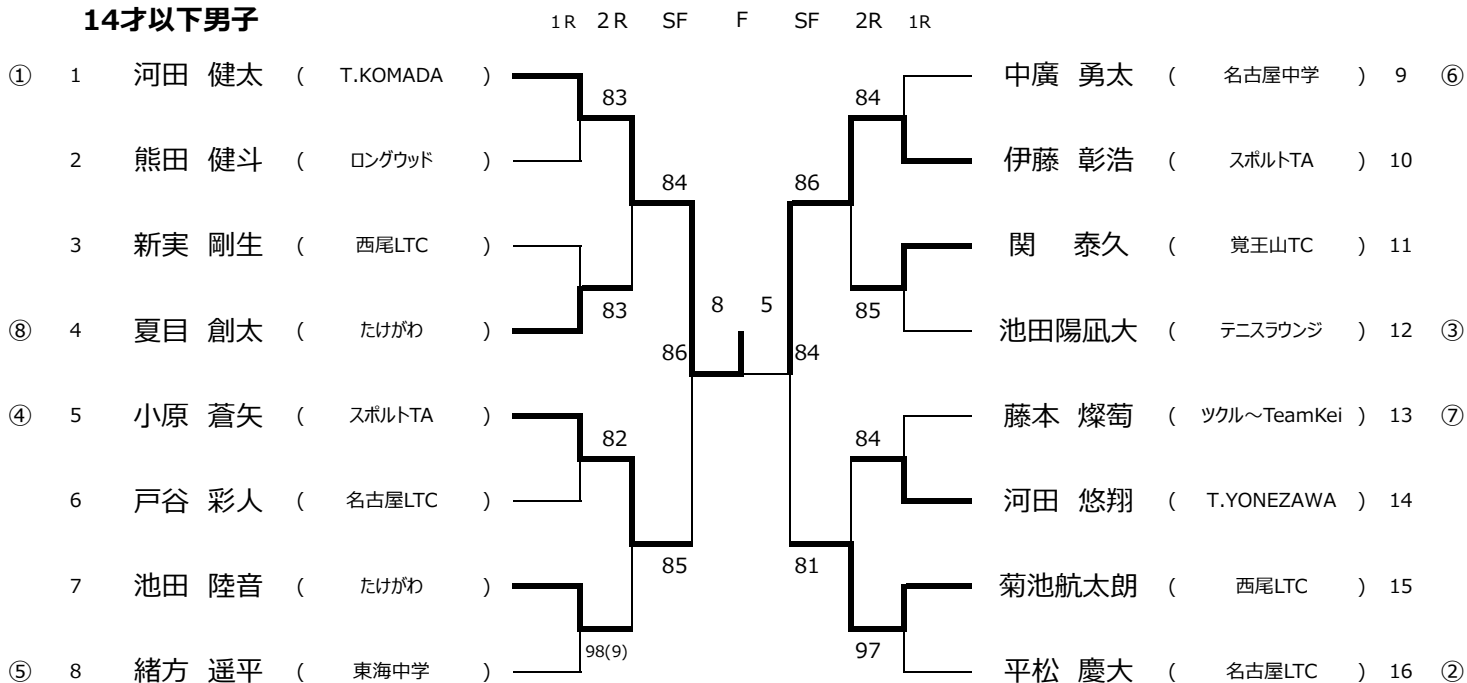 14才以下男子 1R 2R SF F SF 2R 1R
① 1 河田 健太 ( T.KOMADA ) 中廣 勇太 ( 名古屋中学 ) 9 ⑥
83 84
2 熊田 健斗 ( ロングウッド ) 伊藤 彰浩 ( スポルトTA ) 10
84 86
3 新実 剛生 ( 西尾LTC ) 関 泰久 ( 覚王山TC ) 11
83 8 5 85
⑧ 4 夏目 創太 ( たけがわ ) 池田陽凪大 ( テニスラウンジ ) 12 ③
86 84
④ 5 小原 蒼矢 ( スポルトTA ) 藤本 燦萄 ( ツクル～TeamKei ) 13 ⑦
82 84
6 戸谷 彩人 ( 名古屋LTC ) 河田 悠翔 ( T.YONEZAWA ) 14
85 81
7 池田 陸音 ( たけがわ ) 菊池航太朗 ( 西尾LTC ) 15
98(9) 97
⑤ 8 緒方 遥平 ( 東海中学 ) 平松 慶大 ( 名古屋LTC ) 16 ②